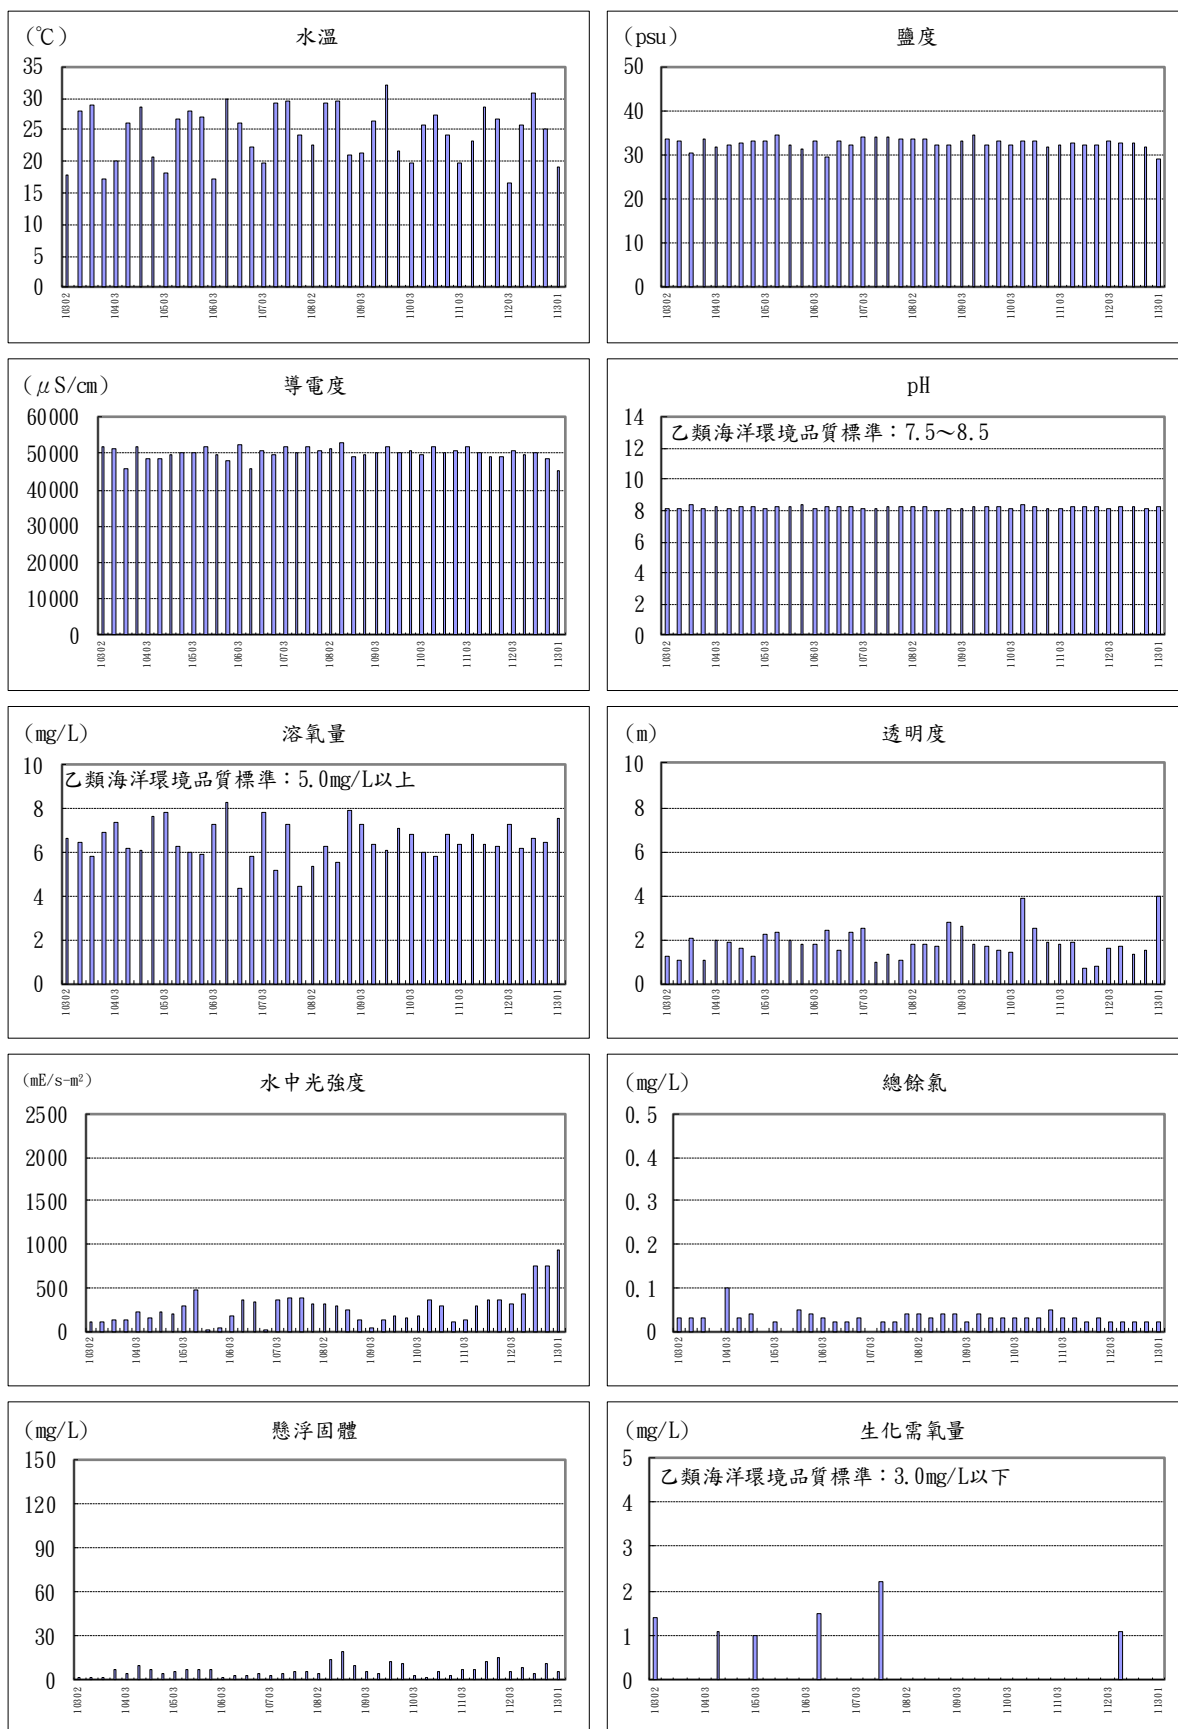 (℃) 水溫
35
30
25
20
15
10
5
0
10302 10403 10503 10603 10703 10802 10903 11003 11103 11203 11301
(psu) 鹽度
50
40
30
20
10
0
10302 10403 10503 10603 10703 10802 10903 11003 11103 11203 11301
(μS/cm) 導電度
60000
50000
40000
30000
20000
10000
0
10302 10403 10503 10603 10703 10802 10903 11003 11103 11203 11301
pH
乙類海洋環境品質標準：7.5～8.5
14
12
10
8
6
4
2
0
10302 10403 10503 10603 10703 10802 10903 11003 11103 11203 11301
(mg/L) 溶氧量
乙類海洋環境品質標準：5.0mg/L以上
10
8
6
4
2
0
10302 10403 10503 10603 10703 10802 10903 11003 11103 11203 11301
(m) 透明度
10
8
6
4
2
0
10302 10403 10503 10603 10703 10802 10903 11003 11103 11203 11301
(mE/s-m²) 水中光強度
2500
2000
1500
1000
500
0
10302 10403 10503 10603 10703 10802 10903 11003 11103 11203 11301
(mg/L) 總餘氯
0.5
0.4
0.3
0.2
0.1
0
10302 10403 10503 10603 10703 10802 10903 11003 11103 11203 11301
(mg/L) 懸浮固體
150
120
90
60
30
0
10302 10403 10503 10603 10703 10802 10903 11003 11103 11203 11301
(mg/L) 生化需氧量
乙類海洋環境品質標準：3.0mg/L以下
5
4
3
2
1
0
10302 10403 10503 10603 10703 10802 10903 11003 11103 11203 11301